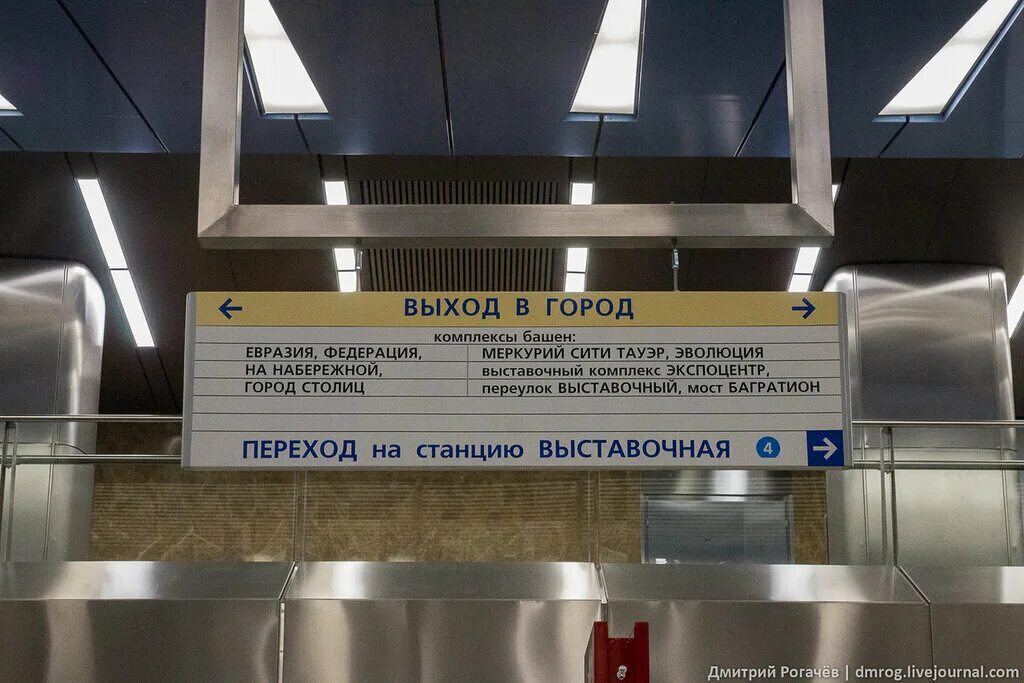 ← ВЫХОД В ГОРОД →
комплексы башен:
ЕВРАЗИЯ, ФЕДЕРАЦИЯ,
НА НАБЕРЕЖНОЙ,
ГОРОД СТОЛИЦ
МЕРКУРИЙ СИТИ ТАУЭР, ЭВОЛЮЦИЯ
выставочный комплекс ЭКСПОЦЕНТР,
переулок ВЫСТАВОЧНЫЙ, мост БАГРАТИОН
ПЕРЕХОД на станцию ВЫСТАВОЧНАЯ 4 →
Дмитрий Рогачёв | dmrog.livejournal.com